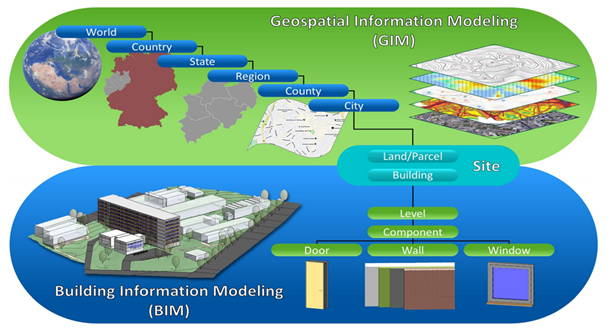 Geospatial Information Modeling
(GIM)
World
Country
State
Region
County
City
Land/Parcel
Building
Site
Level
Component
Door
Wall
Window
Building Information Modeling
(BIM)